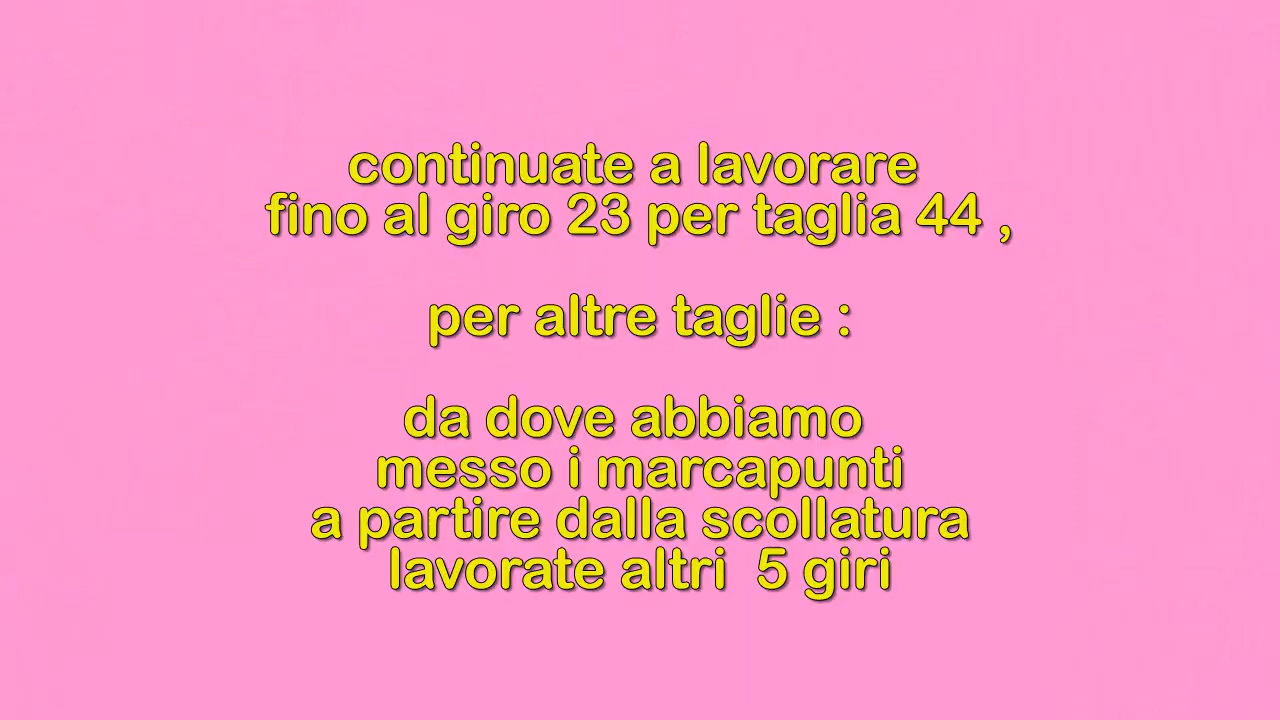 continuate a lavorare
fino al giro 23 per taglia 44 ,
per altre taglie :
da dove abbiamo
messo i marcapunti
a partire dalla scollatura
lavorate altri  5 giri